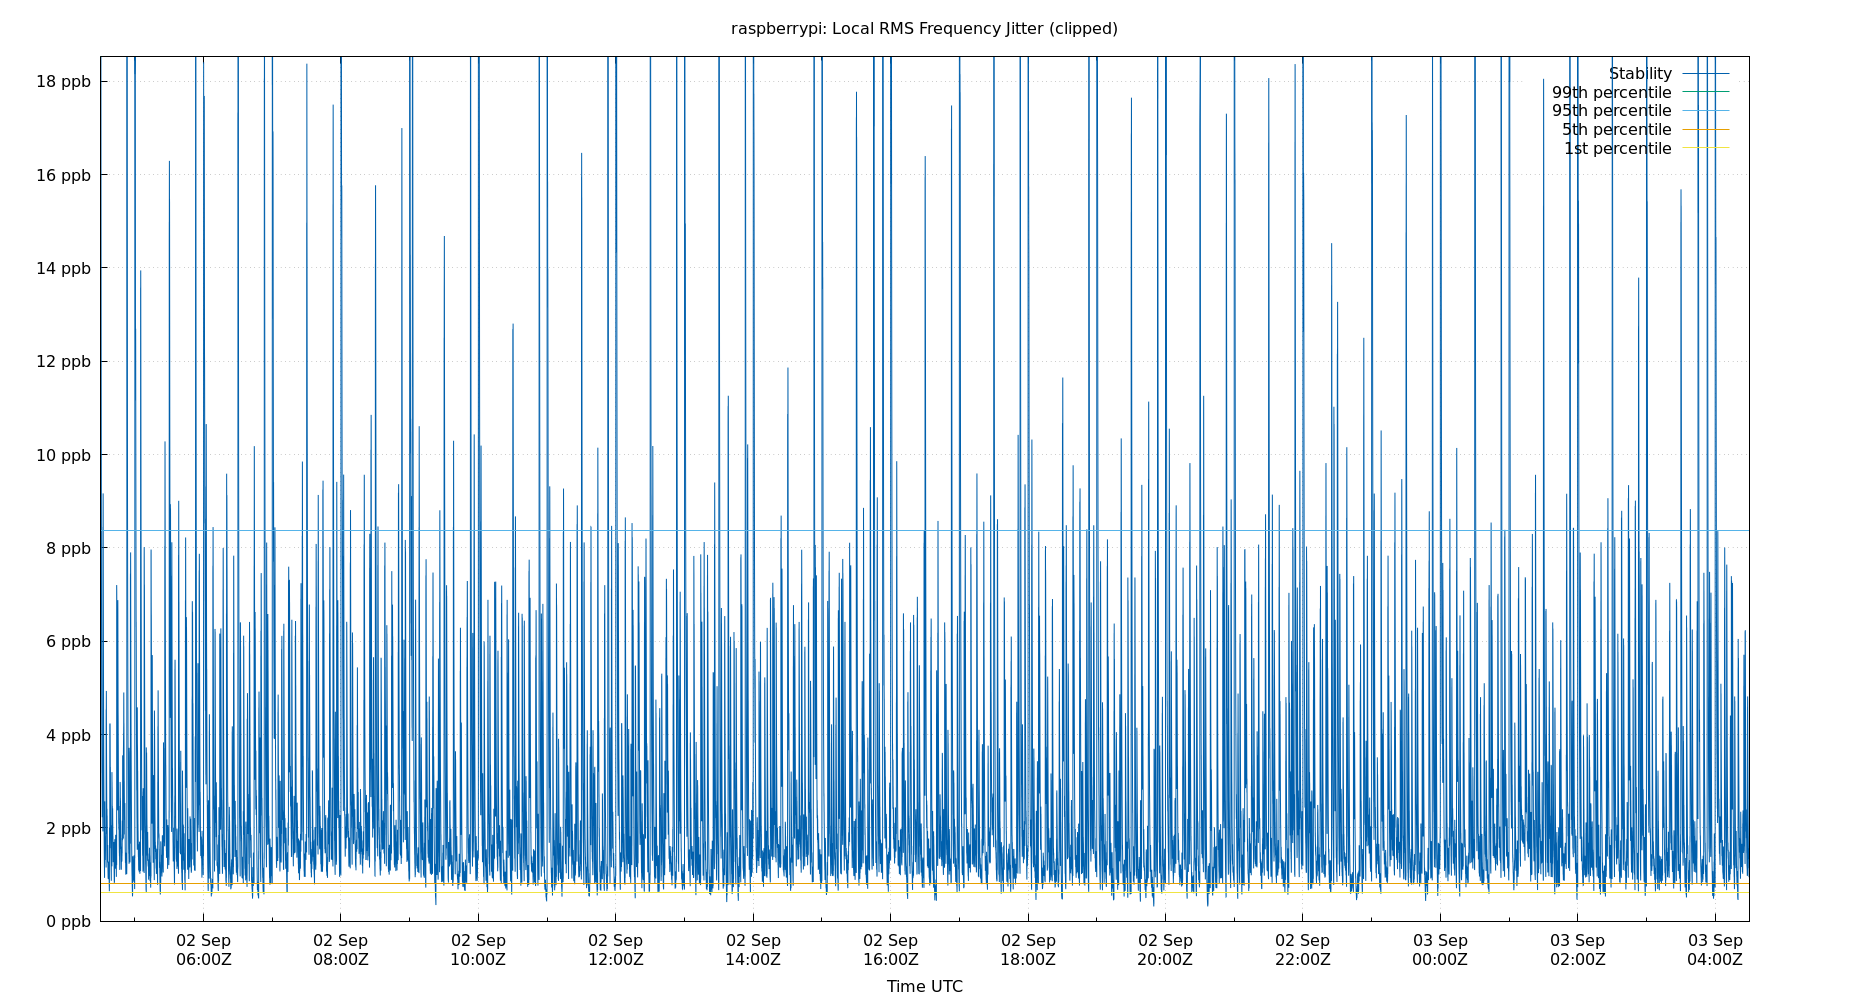 raspberrypi: Local RMS Frequency Jitter (clipped)
18 ppb
16 ppb
14 ppb
12 ppb
10 ppb
8 ppb
6 ppb
4 ppb
2 ppb
0 ppb
Stability
99th percentile
95th percentile
5th percentile
1st percentile
02 Sep 02 Sep 02 Sep 02 Sep 02 Sep 02 Sep 02 Sep 02 Sep 02 Sep 03 Sep 03 Sep 03 Sep
06:00Z 08:00Z 10:00Z 12:00Z 14:00Z 16:00Z 18:00Z 20:00Z 22:00Z 00:00Z 02:00Z 04:00Z
Time UTC